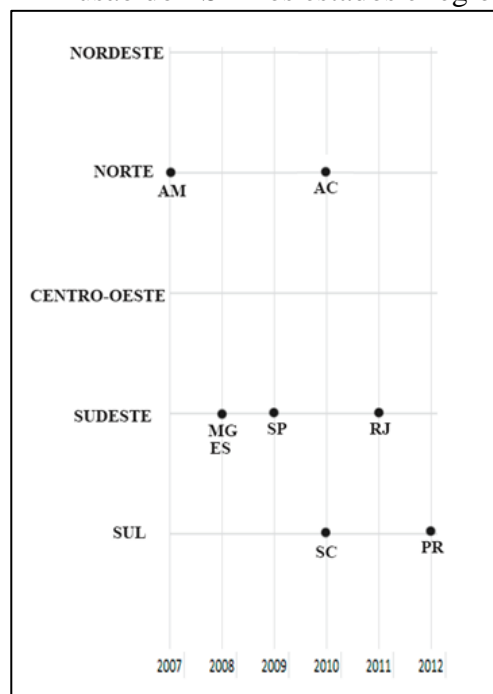 NORDESTE
NORTE
AM AC
CENTRO-OESTE
SUDESTE
MG SP RJ
ES
SUL
SC PR
2007 2008 2009 2010 2011 2012